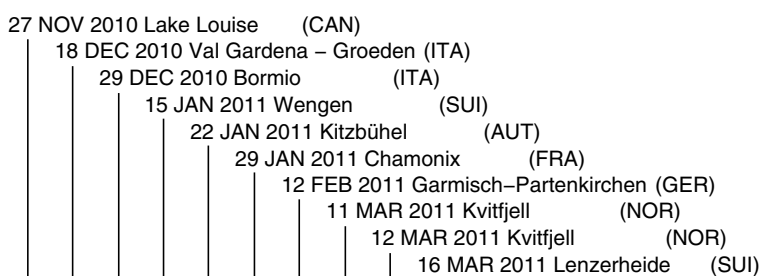 27 NOV 2010 Lake Louise (CAN)
18 DEC 2010 Val Gardena – Groeden (ITA)
29 DEC 2010 Bormio (ITA)
15 JAN 2011 Wengen (SUI)
22 JAN 2011 Kitzbühel (AUT)
29 JAN 2011 Chamonix (FRA)
12 FEB 2011 Garmisch–Partenkirchen (GER)
11 MAR 2011 Kvitfjell (NOR)
12 MAR 2011 Kvitfjell (NOR)
16 MAR 2011 Lenzerheide (SUI)